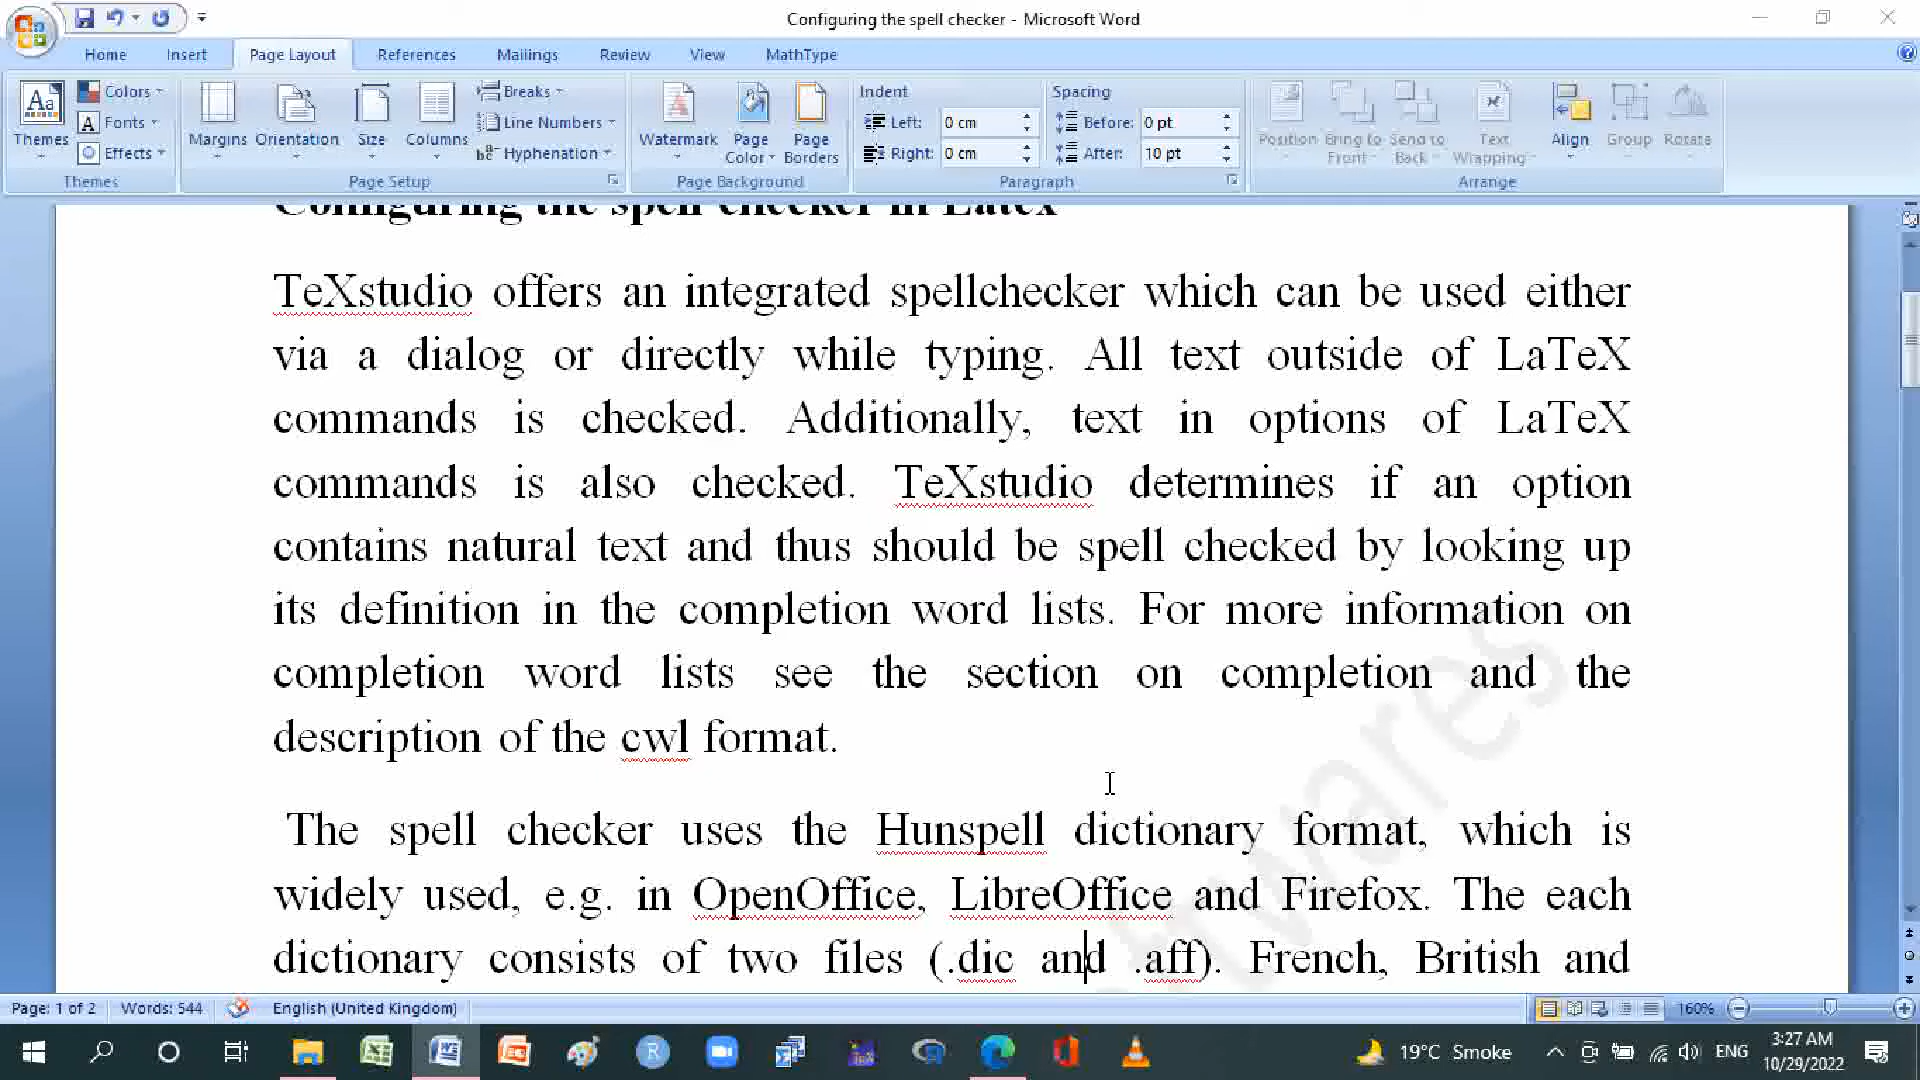 Configuring the spell checker - Microsoft Word
Home Insert Page Layout References Mailings Review View MathType
Themes Colors Fonts Effects Themes
Margins Orientation Size Columns Breaks Line Numbers Hyphenation Page Setup
Watermark Page Color Page Borders Page Background
Indent Left: 0 cm Right: 0 cm Spacing Before: 0 pt After: 10 pt Paragraph
Position Bring to Front Send to Back Text Wrapping Align Group Rotate Arrange
Configuring the spell checker in Latex
TeXstudio offers an integrated spellchecker which can be used either
via a dialog or directly while typing. All text outside of LaTeX
commands is checked. Additionally, text in options of LaTeX
commands is also checked. TeXstudio determines if an option
contains natural text and thus should be spell checked by looking up
its definition in the completion word lists. For more information on
completion word lists see the section on completion and the
description of the cwl format.
The spell checker uses the Hunspell dictionary format, which is
widely used, e.g. in OpenOffice, LibreOffice and Firefox. The each
dictionary consists of two files (.dic and .aff). French, British and
Page: 1 of 2 Words: 544 English (United Kingdom) 160%
19°C Smoke ENG 3:27 AM
10/29/2022